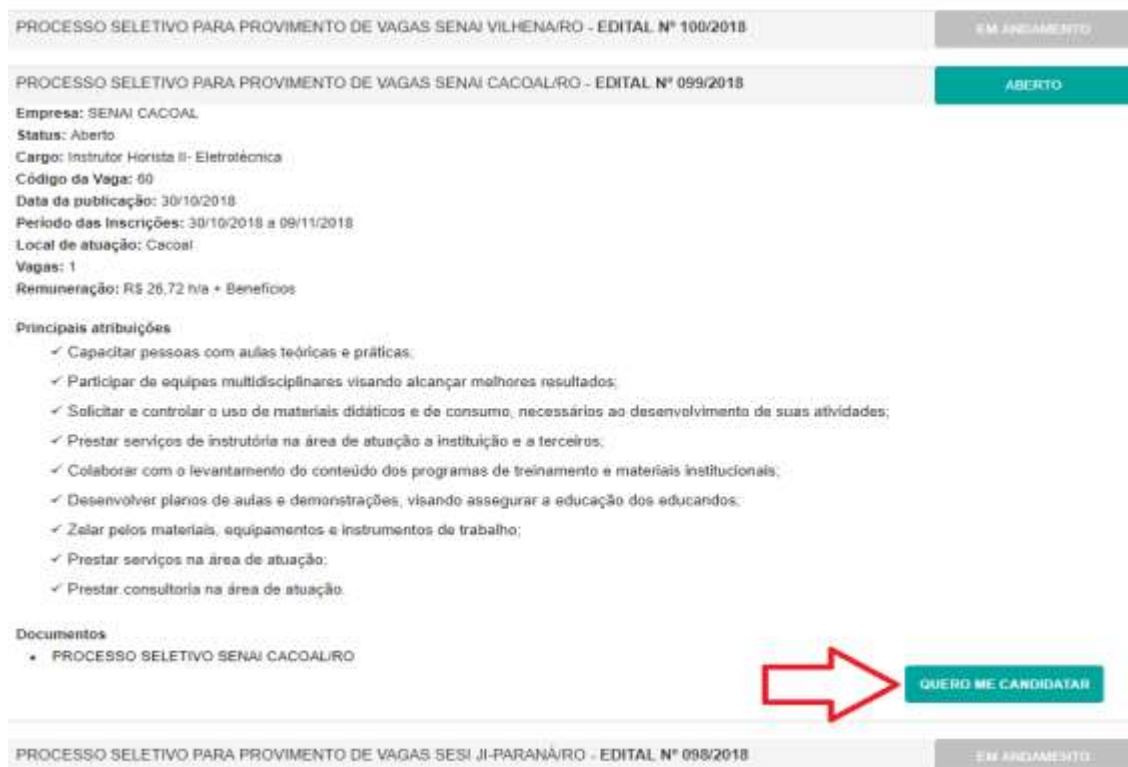 PROCESSO SELETIVO PARA PROVIMENTO DE VAGAS SENAI VILHENA/RO - EDITAL Nº 100/2018
EM ANDAMENTO
PROCESSO SELETIVO PARA PROVIMENTO DE VAGAS SENAI CACOAL/RO - EDITAL Nº 099/2018
ABERTO
Empresa: SENAI CACOAL
Status: Aberto
Cargo: Instrutor Horista II- Eletrotécnica
Código da Vaga: 60
Data da publicação: 30/10/2018
Período das Inscrições: 30/10/2018 a 09/11/2018
Local de atuação: Cacoal
Vagas: 1
Remuneração: R$ 26,72 h/a + Benefícios
Principais atribuições
✓ Capacitar pessoas com aulas teóricas e práticas;
✓ Participar de equipes multidisciplinares visando alcançar melhores resultados;
✓ Solicitar e controlar o uso de materiais didáticos e de consumo, necessários ao desenvolvimento de suas atividades;
✓ Prestar serviços de instrutória na área de atuação a instituição e a terceiros;
✓ Colaborar com o levantamento do conteúdo dos programas de treinamento e materiais institucionais;
✓ Desenvolver planos de aulas e demonstrações, visando assegurar a educação dos educandos;
✓ Zelar pelos materiais, equipamentos e instrumentos de trabalho;
✓ Prestar serviços na área de atuação;
✓ Prestar consultoria na área de atuação.
Documentos
• PROCESSO SELETIVO SENAI CACOAL/RO
QUERO ME CANDIDATAR
PROCESSO SELETIVO PARA PROVIMENTO DE VAGAS SESI JI-PARANÁ/RO - EDITAL Nº 098/2018
EM ANDAMENTO